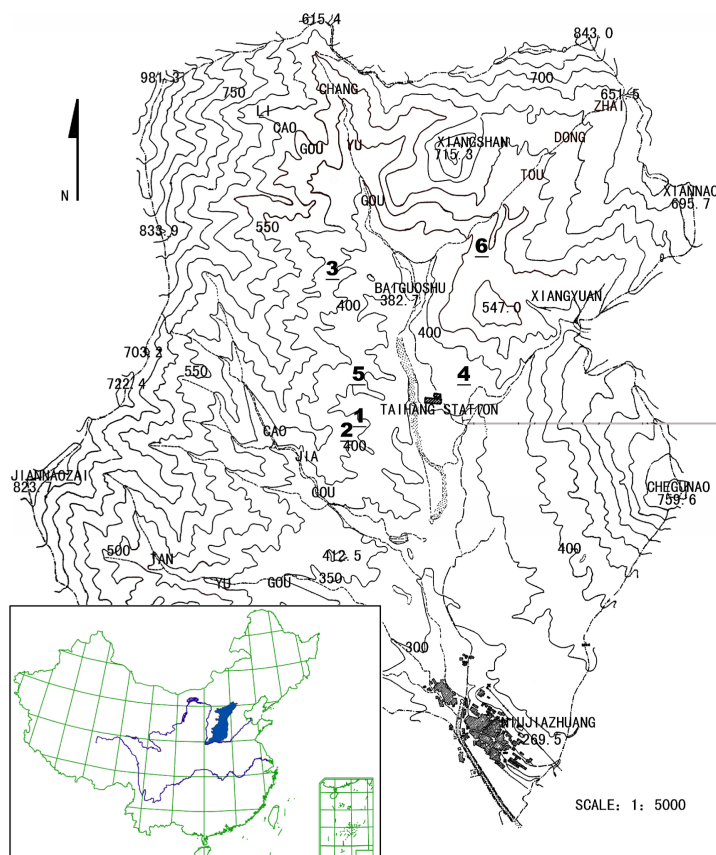 615.4
843.0
981.3
750
700
CHANG
651.5
ZHAI
LI
CAO
DONG
YU
XIANGSHAN
715.3
GOU
TOU
N
GOU
XIANNAO
695.7
550
833.9
6
3
BAIGUOSHU
382.7
XIANGYUAN
400
547.0
400
703.2
550
5
4
722.4
TAIHANG STATION
1
2
CAO
400
JIA
JIANNAOZAI
823.7
GOU
CHEGUNAO
759.6
500
TAN
412.5
400
YU
GOU
350
300
NIUJIAZHUANG
269.5
SCALE: 1: 5000